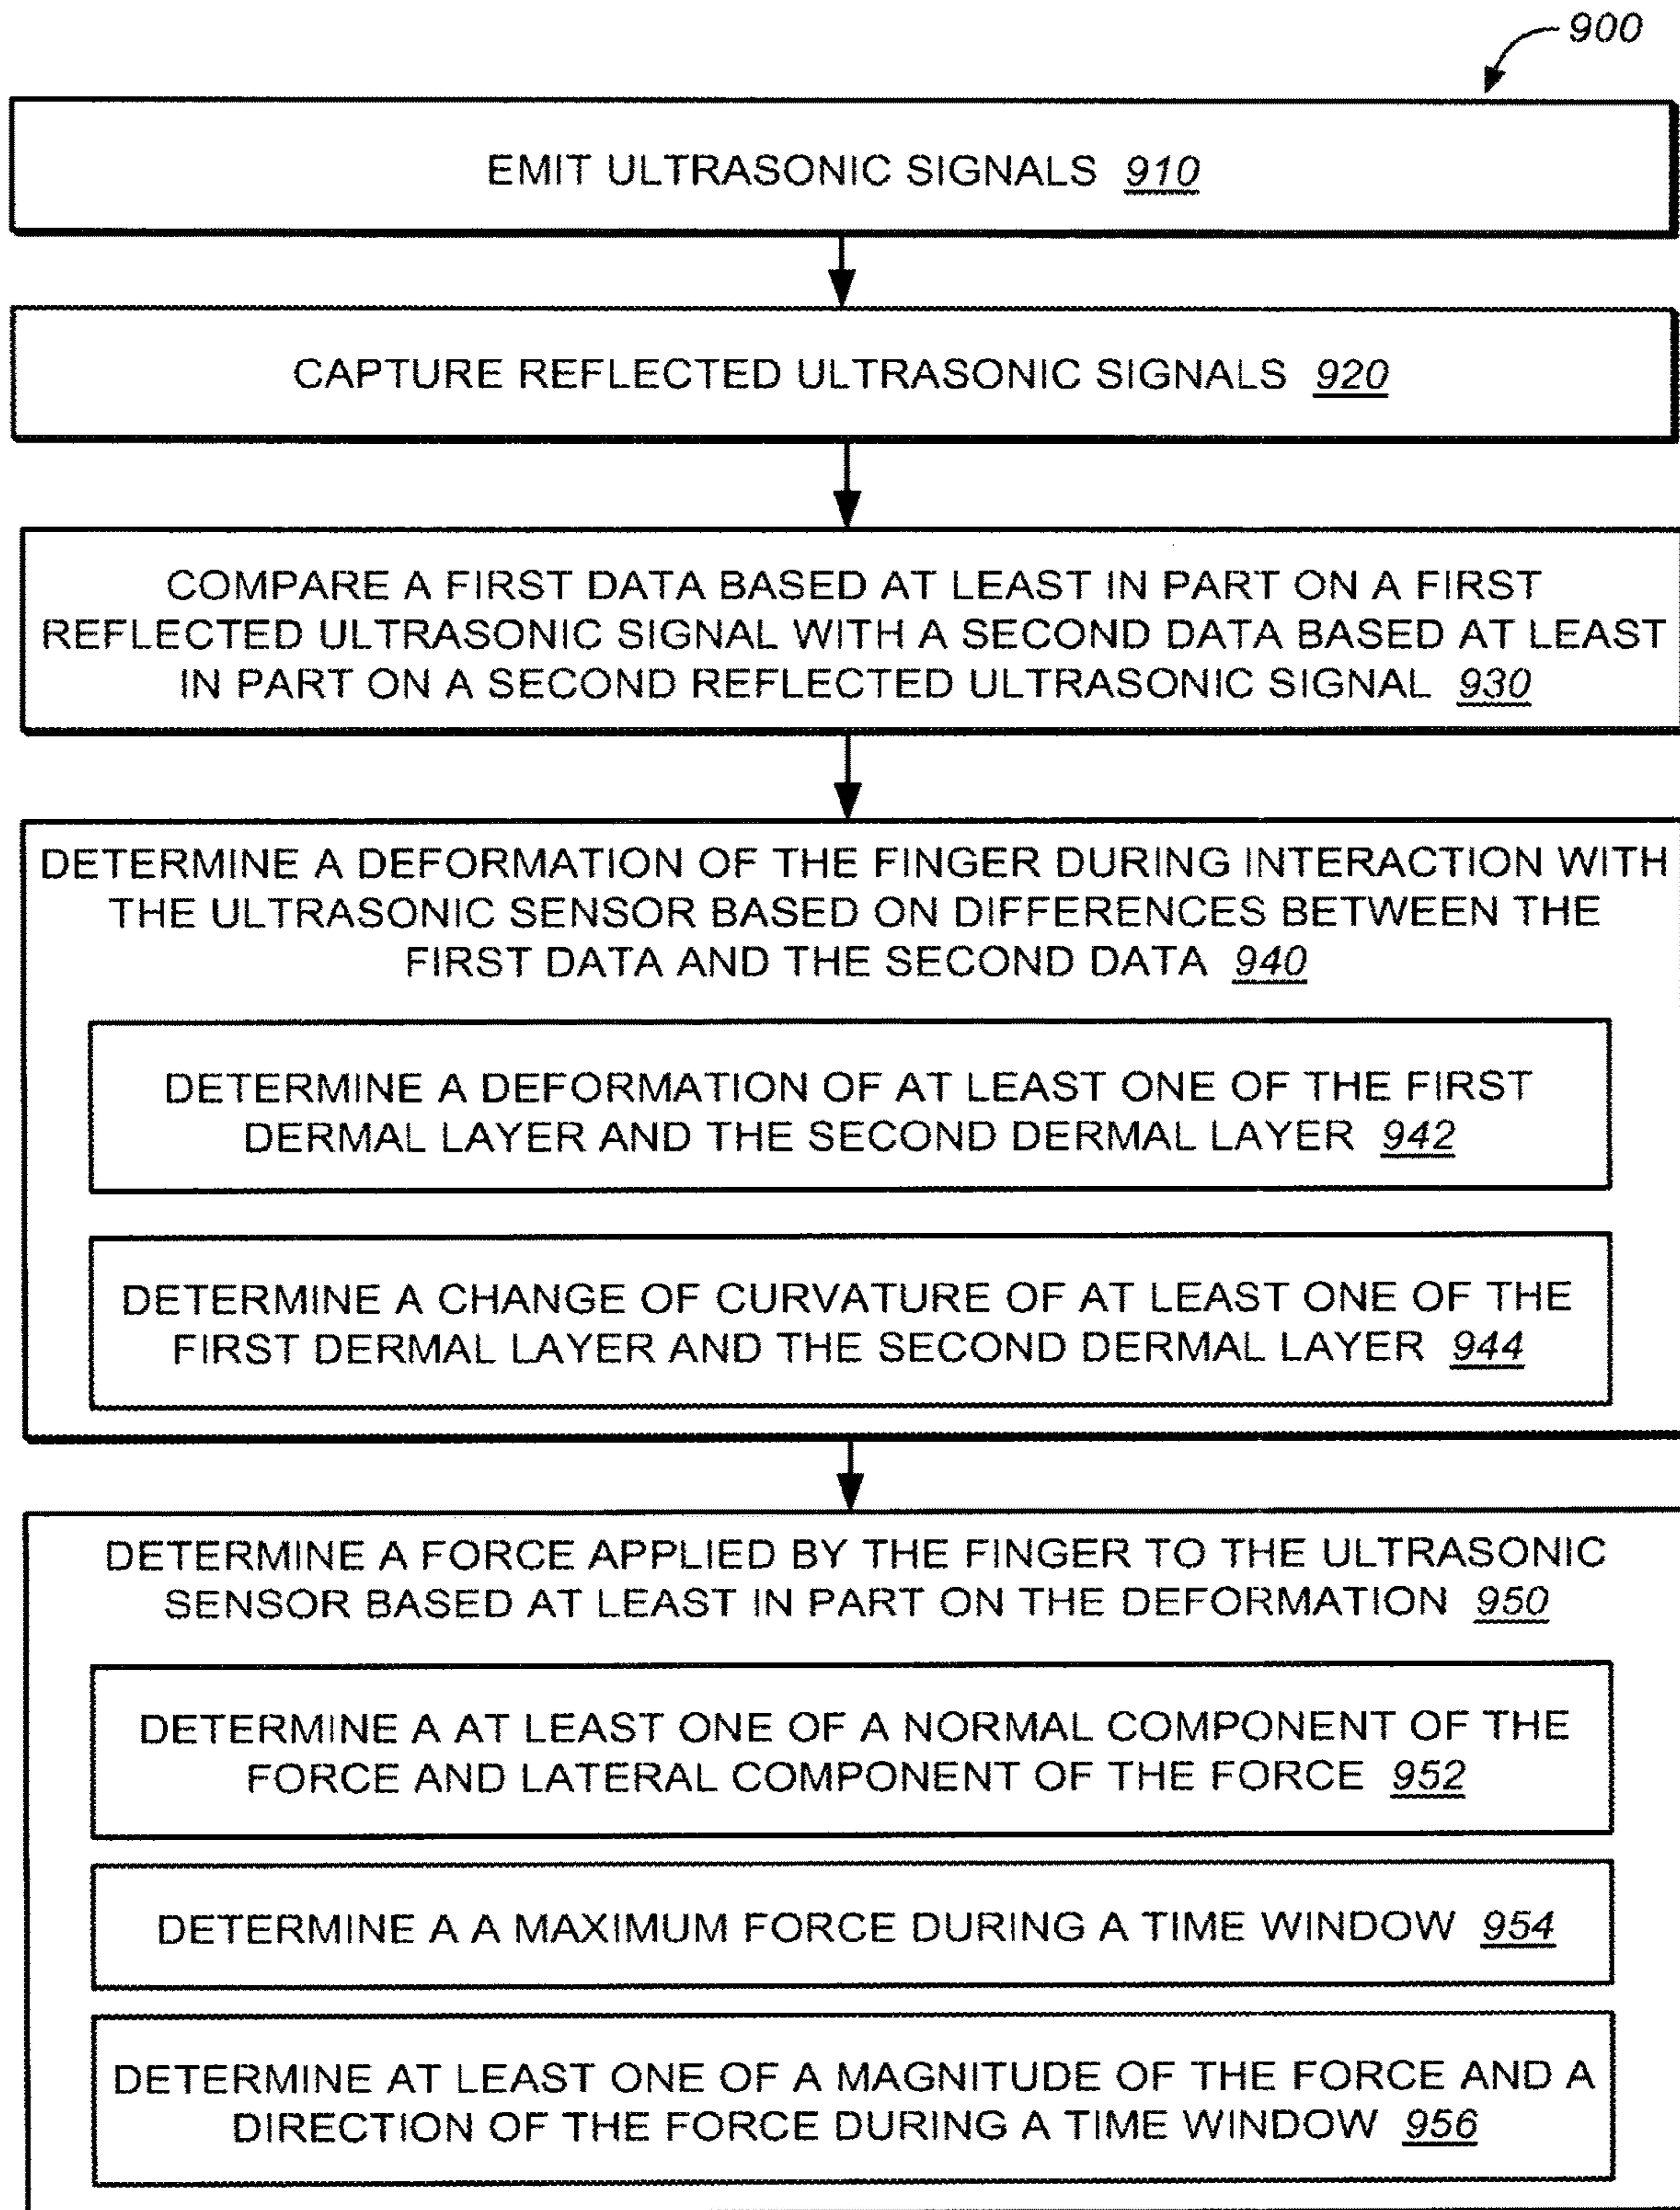 900
EMIT ULTRASONIC SIGNALS 910
CAPTURE REFLECTED ULTRASONIC SIGNALS 920
COMPARE A FIRST DATA BASED AT LEAST IN PART ON A FIRST
REFLECTED ULTRASONIC SIGNAL WITH A SECOND DATA BASED AT LEAST
IN PART ON A SECOND REFLECTED ULTRASONIC SIGNAL 930
DETERMINE A DEFORMATION OF THE FINGER DURING INTERACTION WITH
THE ULTRASONIC SENSOR BASED ON DIFFERENCES BETWEEN THE
FIRST DATA AND THE SECOND DATA 940
DETERMINE A DEFORMATION OF AT LEAST ONE OF THE FIRST
DERMAL LAYER AND THE SECOND DERMAL LAYER 942
DETERMINE A CHANGE OF CURVATURE OF AT LEAST ONE OF THE
FIRST DERMAL LAYER AND THE SECOND DERMAL LAYER 944
DETERMINE A FORCE APPLIED BY THE FINGER TO THE ULTRASONIC
SENSOR BASED AT LEAST IN PART ON THE DEFORMATION 950
DETERMINE A AT LEAST ONE OF A NORMAL COMPONENT OF THE
FORCE AND LATERAL COMPONENT OF THE FORCE 952
DETERMINE A A MAXIMUM FORCE DURING A TIME WINDOW 954
DETERMINE AT LEAST ONE OF A MAGNITUDE OF THE FORCE AND A
DIRECTION OF THE FORCE DURING A TIME WINDOW 956